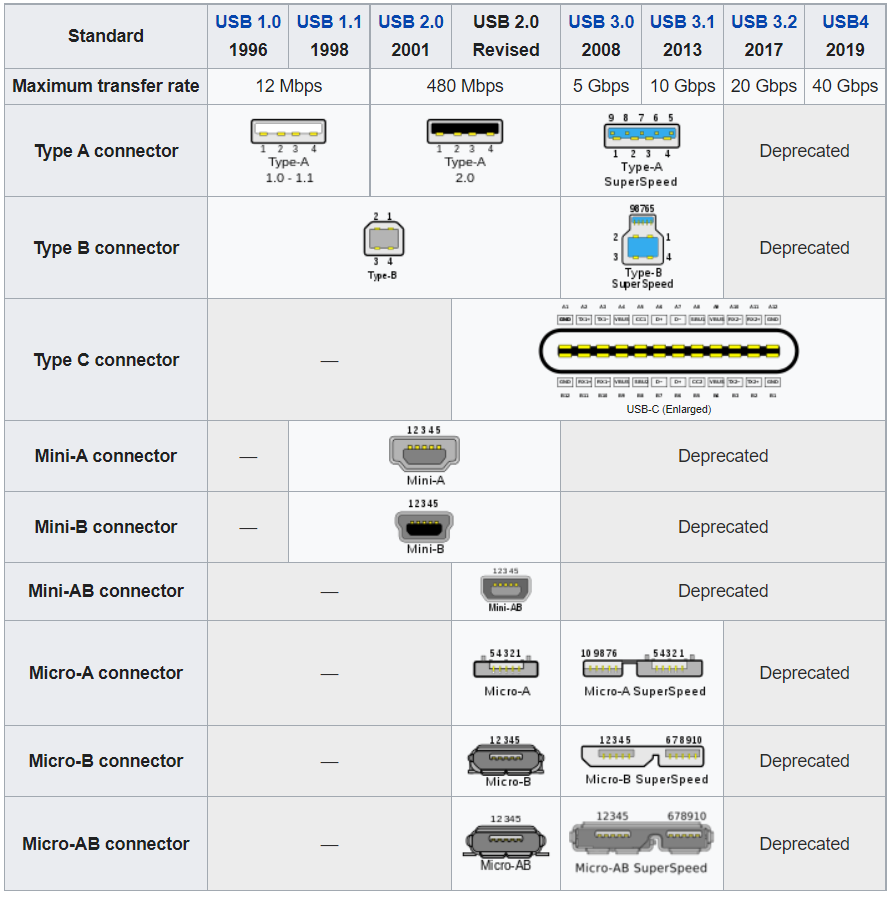 Standard
USB 1.0 1996
USB 1.1 1998
USB 2.0 2001
USB 2.0 Revised
USB 3.0 2008
USB 3.1 2013
USB 3.2 2017
USB4 2019
Maximum transfer rate
12 Mbps
480 Mbps
5 Gbps
10 Gbps
20 Gbps
40 Gbps
Type A connector
1 2 3 4
Type-A
1.0 - 1.1
1 2 3 4
Type-A
2.0
9 8 7 6 5
1 2 3 4
Type-A
SuperSpeed
Deprecated
Type B connector
2 1
3 4
Type-B
98765
2 1
3 4
Type-B
SuperSpeed
Deprecated
Type C connector
—
A1 A2 A3 A4 A5 A6 A7 A8 A9 A10 A11 A12
GND TX1+ TX1- VBUS CC1 D+ D- SBU1 VBUS RX2- RX2+ GND
GND RX1+ RX1- VBUS SBU2 D- D+ CC2 VBUS TX2- TX2+ GND
B12 B11 B10 B9 B8 B7 B6 B5 B4 B3 B2 B1
USB-C (Enlarged)
Mini-A connector
—
12345
Mini-A
Deprecated
Mini-B connector
—
12345
Mini-B
Deprecated
Mini-AB connector
—
12345
Mini-AB
Deprecated
Micro-A connector
—
54321
Micro-A
10 9876 54321
Micro-A SuperSpeed
Deprecated
Micro-B connector
—
12345
Micro-B
12345 678910
Micro-B SuperSpeed
Deprecated
Micro-AB connector
—
12345
Micro-AB
12345 678910
Micro-AB SuperSpeed
Deprecated